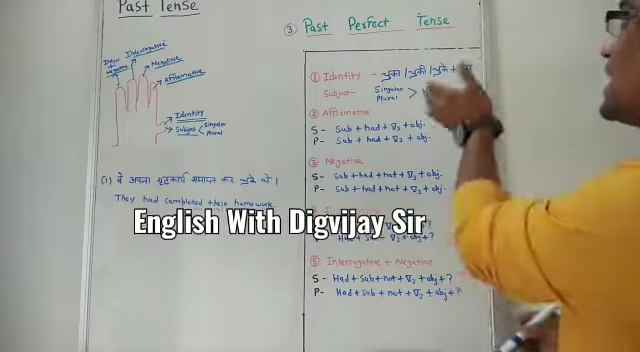 Past Tense
Interrogative
Inter +
Negative
Negative
Affirmative
Identity
Subject
Singular
Plural
(1) वे अपना गृहकार्य समाप्त कर चुके थे ।
They had completed their homework.
③ Past Perfect Tense
① Identity - चुका / चुकी / चुके +
Subject- Singular
Plural >
② Affirmative
S - Sub + had + V3 + obj.
P - Sub + had + V3 + obj.
③ Negative
S - Sub + had + not + V3 + obj.
P - Sub + had + not + V3 + obj.
English With Digvijay Sir
P- Had + Sub + V3 + obj + ?
⑤ Interrogative + Negative
S - Had + sub + not + V3 + obj + ?
P - Had + sub + not + V3 + obj + ?